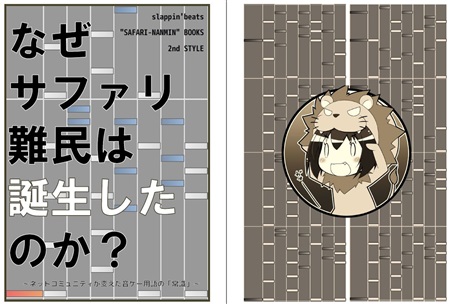 slappin'beats
"SAFARI-NANMIN" BOOKS
2nd STYLE
なぜ
サファリ
難民は
誕生した
のか？
～ネットコミュニティが変えた音ゲー用語の「常識」～